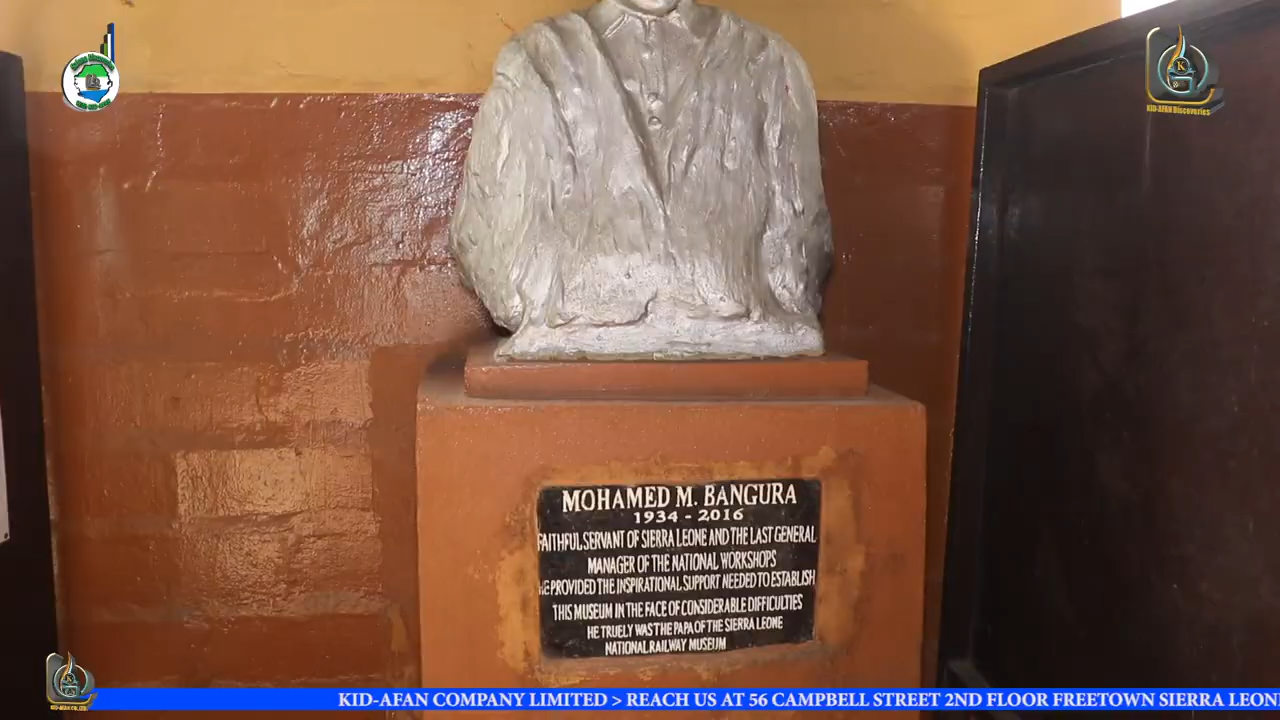 KID-AFAN Discoveries
MOHAMED M. BANGURA
1934 - 2016
FAITHFUL SERVANT OF SIERRA LEONE AND THE LAST GENERAL
MANAGER OF THE NATIONAL WORKSHOPS
HE PROVIDED THE INSPIRATIONAL SUPPORT NEEDED TO ESTABLISH
THIS MUSEUM IN THE FACE OF CONSIDERABLE DIFFICULTIES
HE TRUELY WAS THE PAPA OF THE SIERRA LEONE
NATIONAL RAILWAY MUSEUM
KID-AFAN COMPANY LIMITED > REACH US AT 56 CAMPBELL STREET 2ND FLOOR FREETOWN SIERRA LEON